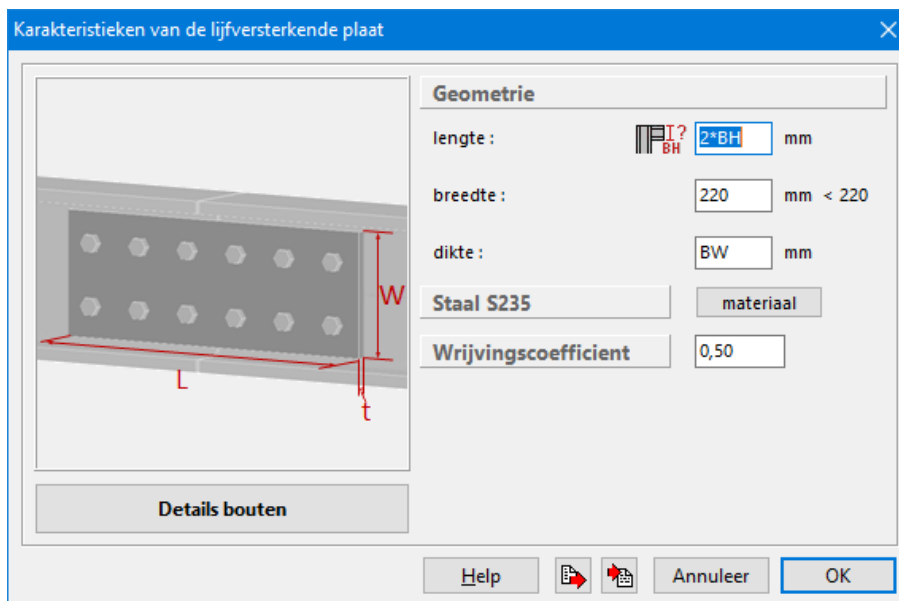 Karakteristieken van de lijfversterkende plaat
Geometrie
lengte :
I?
BH
2*BH
mm
breedte :
220
mm < 220
dikte :
BW
mm
Staal S235
materiaal
Wrijvingscoefficient
0,50
W
L
t
Details bouten
Help
Annuleer
OK